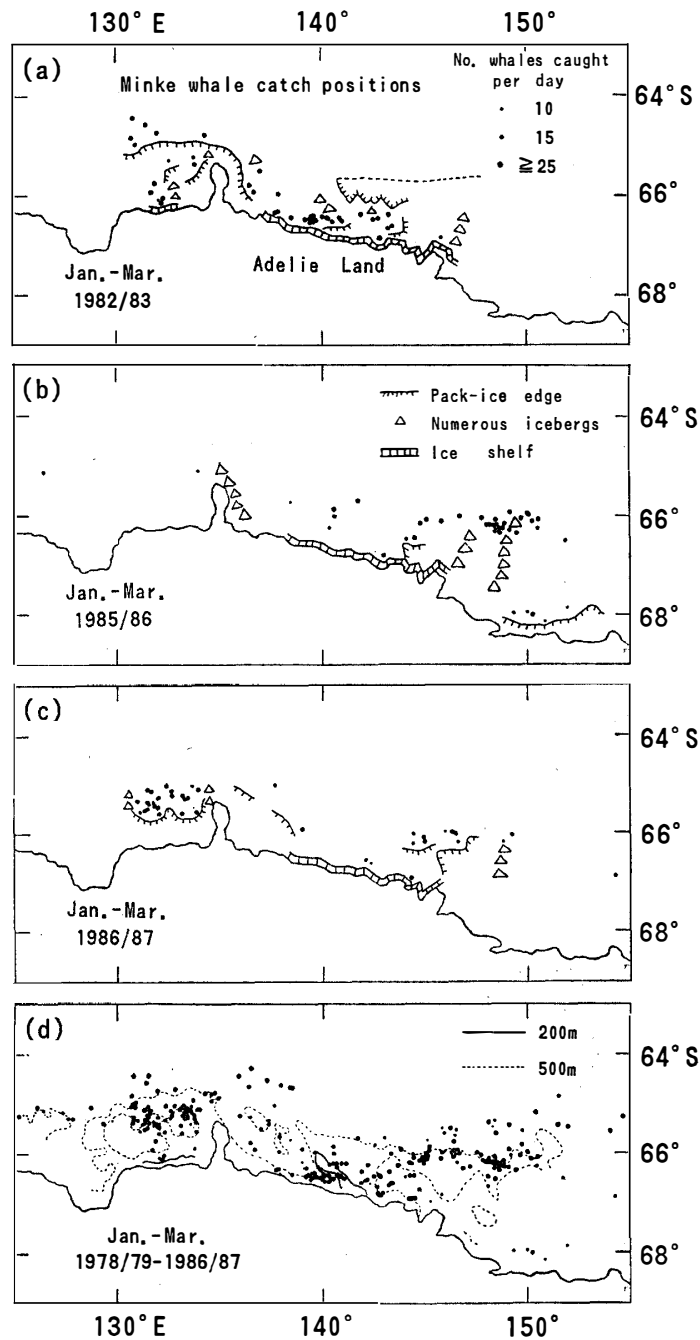 130°E 140° 150°
(a)
Minke whale catch positions
No. whales caught
per day
10
15
≧25
64°S
66°
68°
Adelie Land
Jan.-Mar.
1982/83
(b)
Pack-ice edge
Numerous icebergs
Ice shelf
64°S
66°
68°
Jan.-Mar.
1985/86
(c)
64°S
66°
68°
Jan.-Mar.
1986/87
(d)
200m
500m
64°S
66°
68°
Jan.-Mar.
1978/79-1986/87
130°E 140° 150°